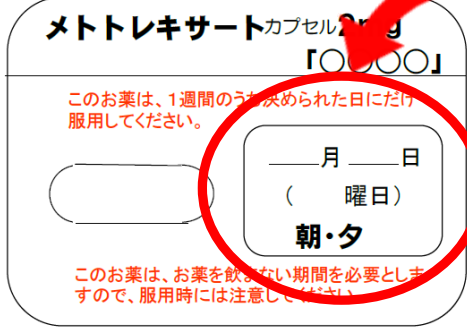 メトトレキサートカプセル2mg
「○○○○」
このお薬は、1週間のうち決められた日にだけ
服用してください。
月 日
( 曜日)
朝・夕
このお薬は、お薬を飲まない期間を必要としま
すので、服用時には注意してください